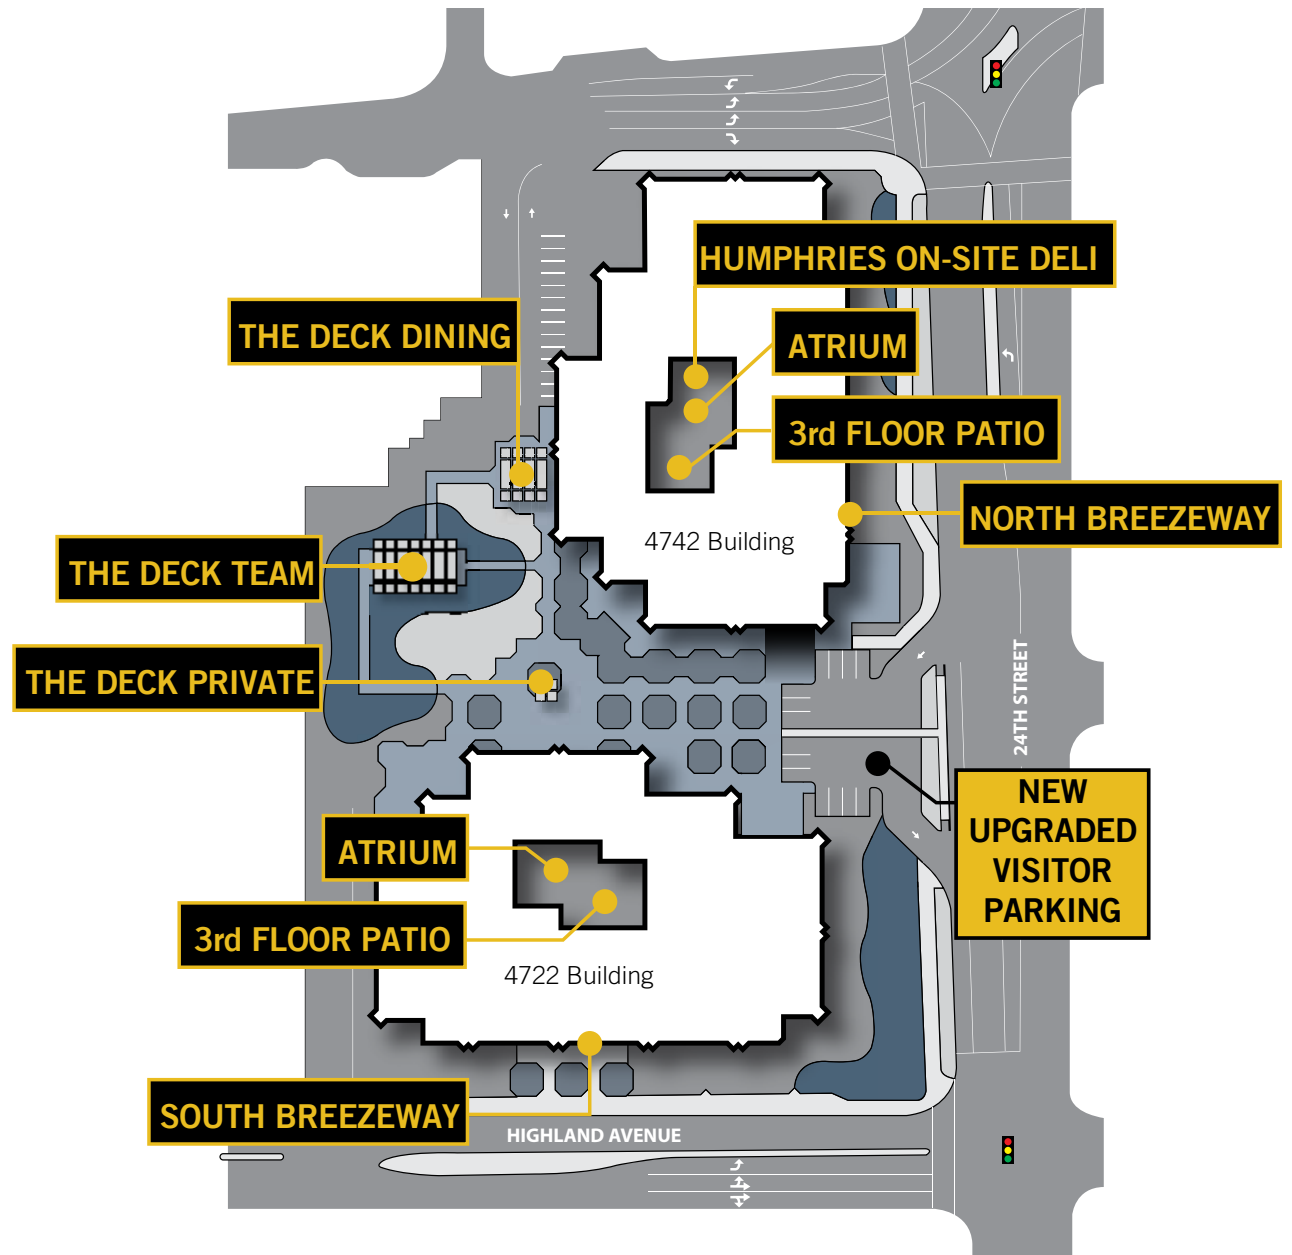 HUMPHRIES ON-SITE DELI
THE DECK DINING
ATRIUM
3rd FLOOR PATIO
NORTH BREEZEWAY
4742 Building
THE DECK TEAM
THE DECK PRIVATE
24TH STREET
NEW
UPGRADED
VISITOR
PARKING
ATRIUM
3rd FLOOR PATIO
4722 Building
SOUTH BREEZEWAY
HIGHLAND AVENUE